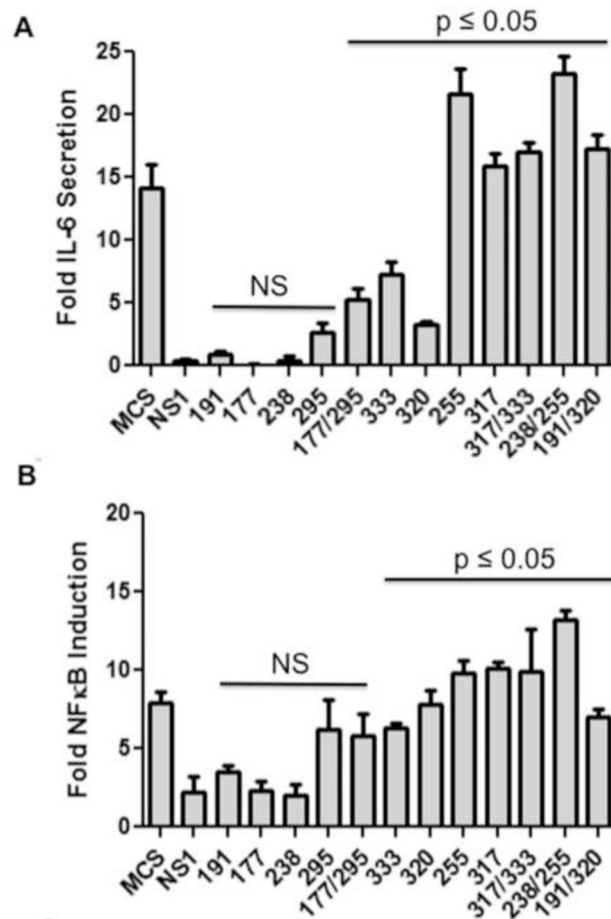 A
p ≤ 0.05
Fold IL-6 Secretion
25
20
15
10
5
0
NS
MCS
NS1
191
177
238
295
177/295
333
320
255
317
317/333
238/255
191/320
B
p ≤ 0.05
Fold NFκB Induction
20
15
10
5
0
NS
MCS
NS1
191
177
238
295
177/295
333
320
255
317
317/333
238/255
191/320